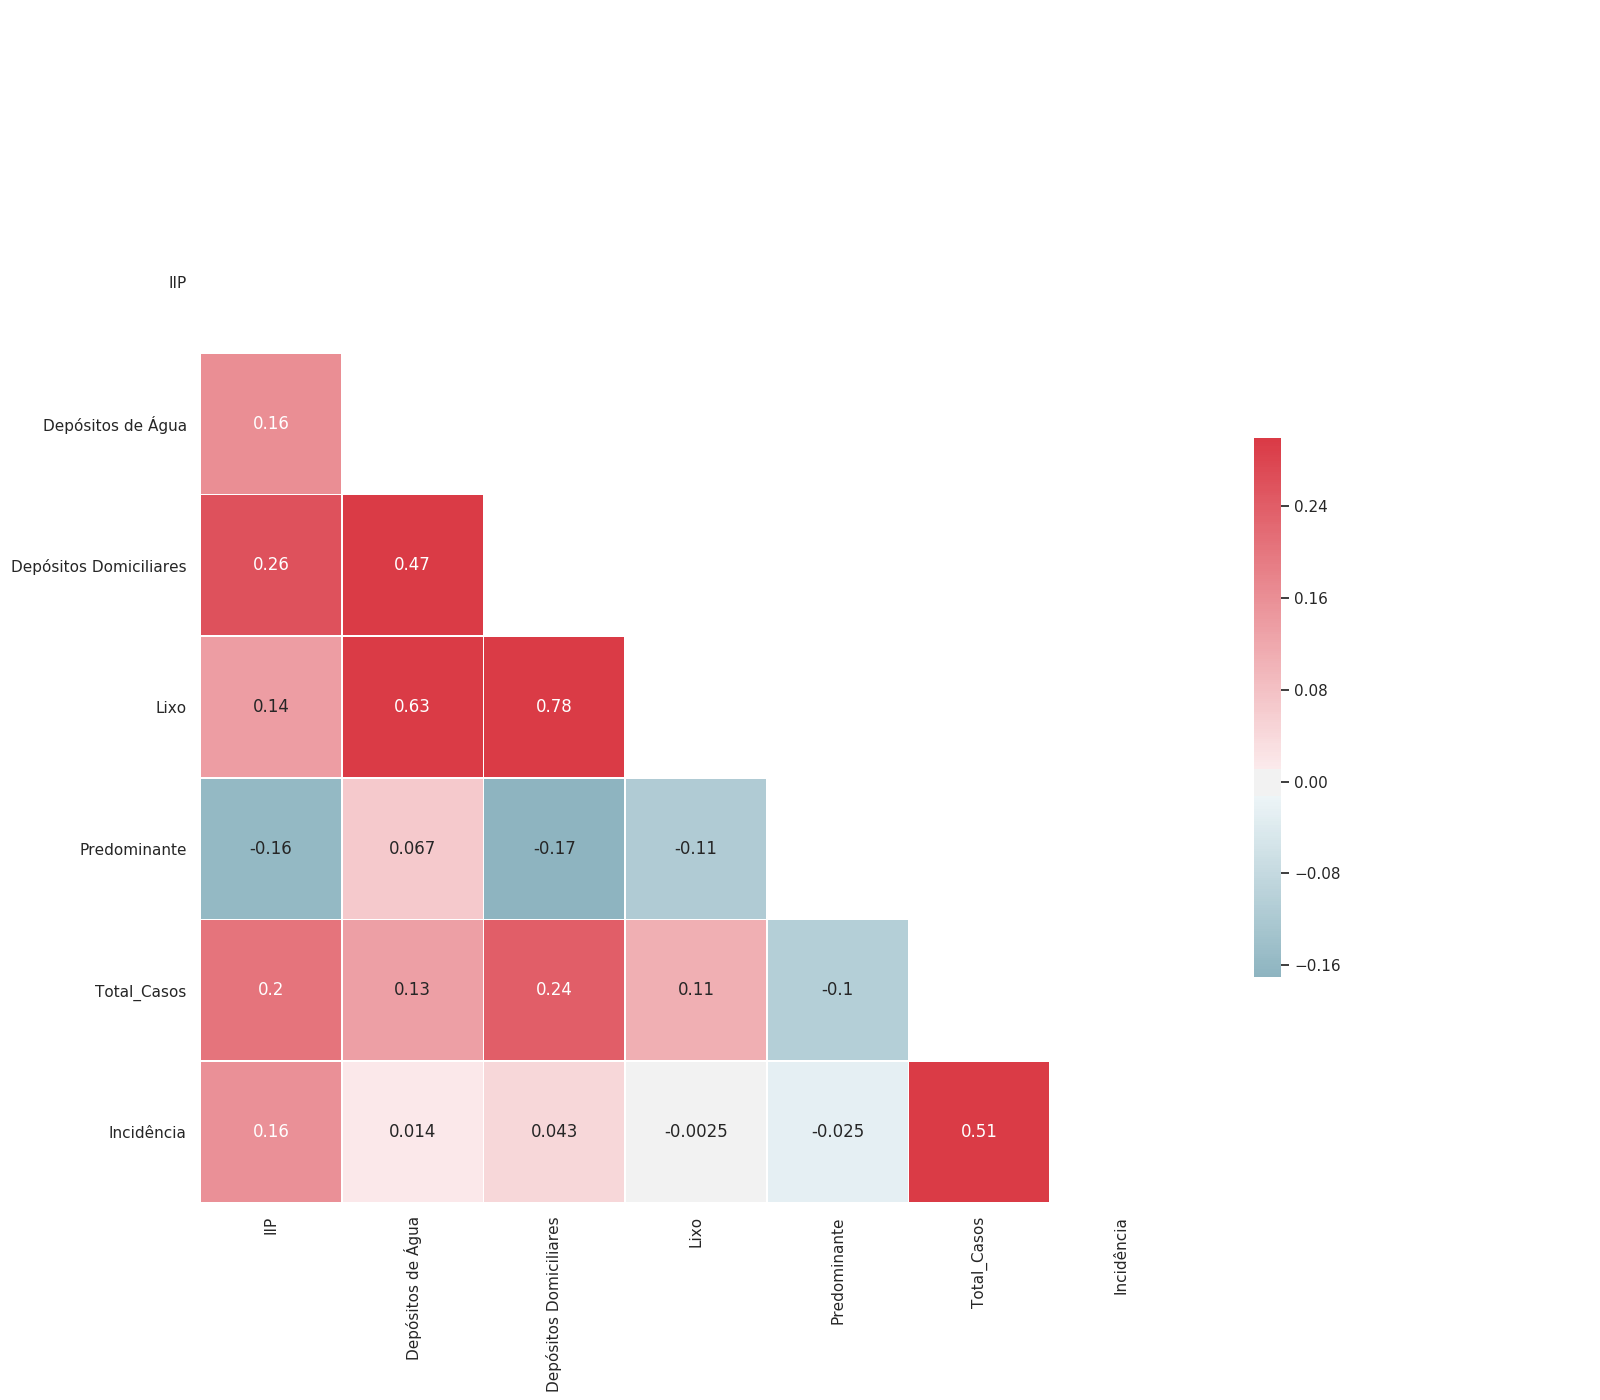 IIP
Depósitos de Água 0.16
Depósitos Domiciliares 0.26 0.47
Lixo 0.14 0.63 0.78
Predominante -0.16 0.067 -0.17 -0.11
Total_Casos 0.2 0.13 0.24 0.11 -0.1
Incidência 0.16 0.014 0.043 -0.0025 -0.025 0.51
IIP
Depósitos de Água
Depósitos Domiciliares
Lixo
Predominante
Total_Casos
Incidência
0.24
0.16
0.08
0.00
−0.08
−0.16